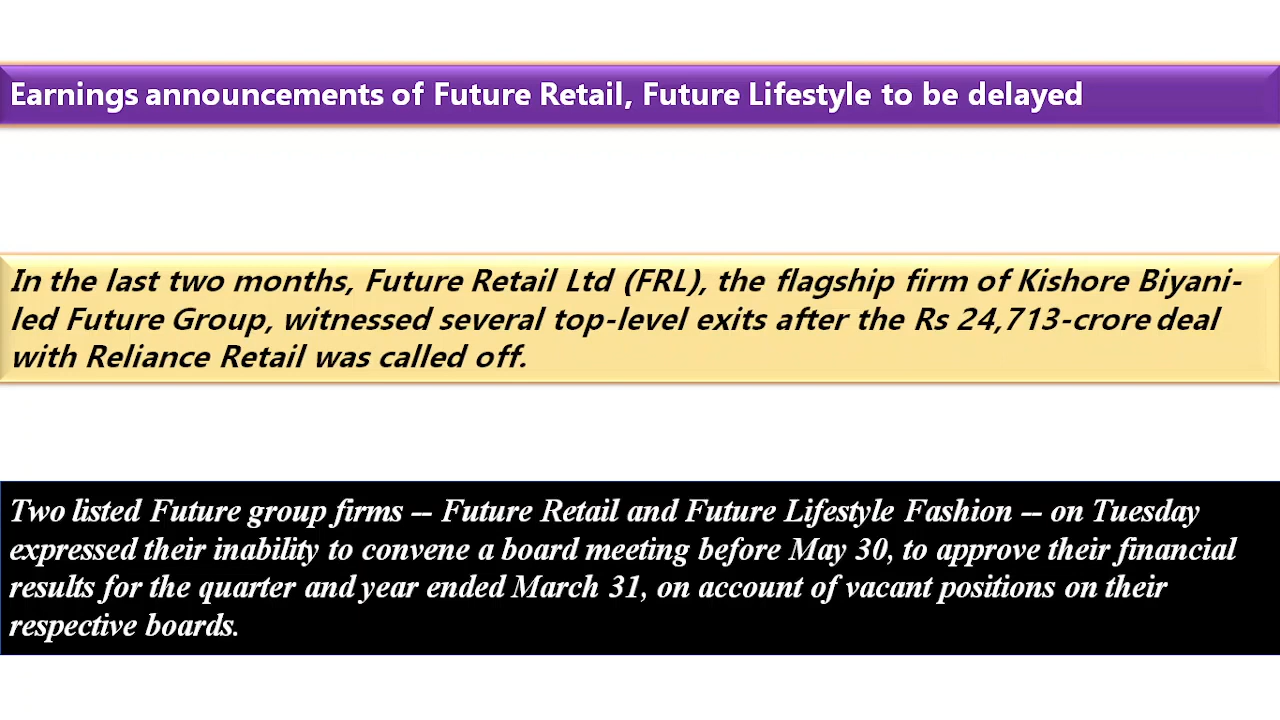 Earnings announcements of Future Retail, Future Lifestyle to be delayed
In the last two months, Future Retail Ltd (FRL), the flagship firm of Kishore Biyani-
led Future Group, witnessed several top-level exits after the Rs 24,713-crore deal
with Reliance Retail was called off.
Two listed Future group firms -- Future Retail and Future Lifestyle Fashion -- on Tuesday
expressed their inability to convene a board meeting before May 30, to approve their financial
results for the quarter and year ended March 31, on account of vacant positions on their
respective boards.